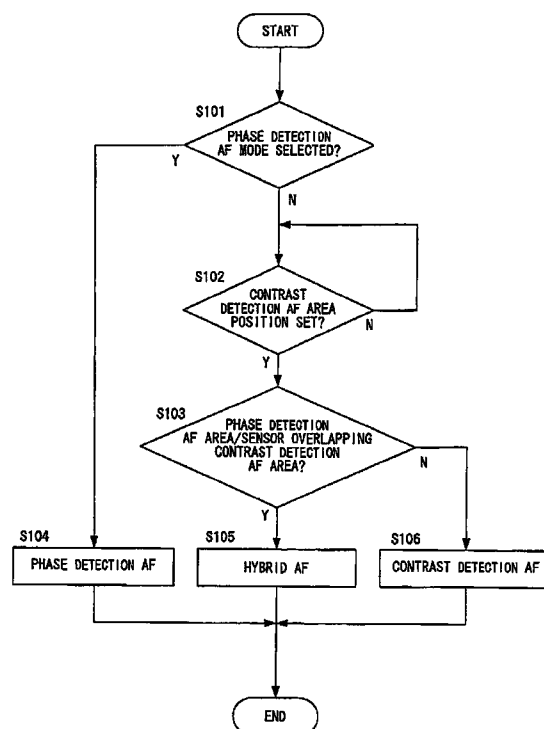 START
S101
PHASE DETECTION
AF MODE SELECTED?
Y
N
S102
CONTRAST
DETECTION AF AREA
POSITION SET?
N
Y
S103
PHASE DETECTION
AF AREA/SENSOR OVERLAPPING
CONTRAST DETECTION
AF AREA?
N
Y
S104
PHASE DETECTION AF
S105
HYBRID AF
S106
CONTRAST DETECTION AF
END